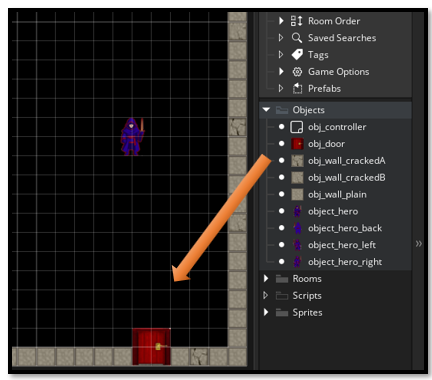 Room Order
Saved Searches
Tags
Game Options
Prefabs
Objects
obj_controller
obj_door
obj_wall_crackedA
obj_wall_crackedB
obj_wall_plain
object_hero
object_hero_back
object_hero_left
object_hero_right
Rooms
Scripts
Sprites